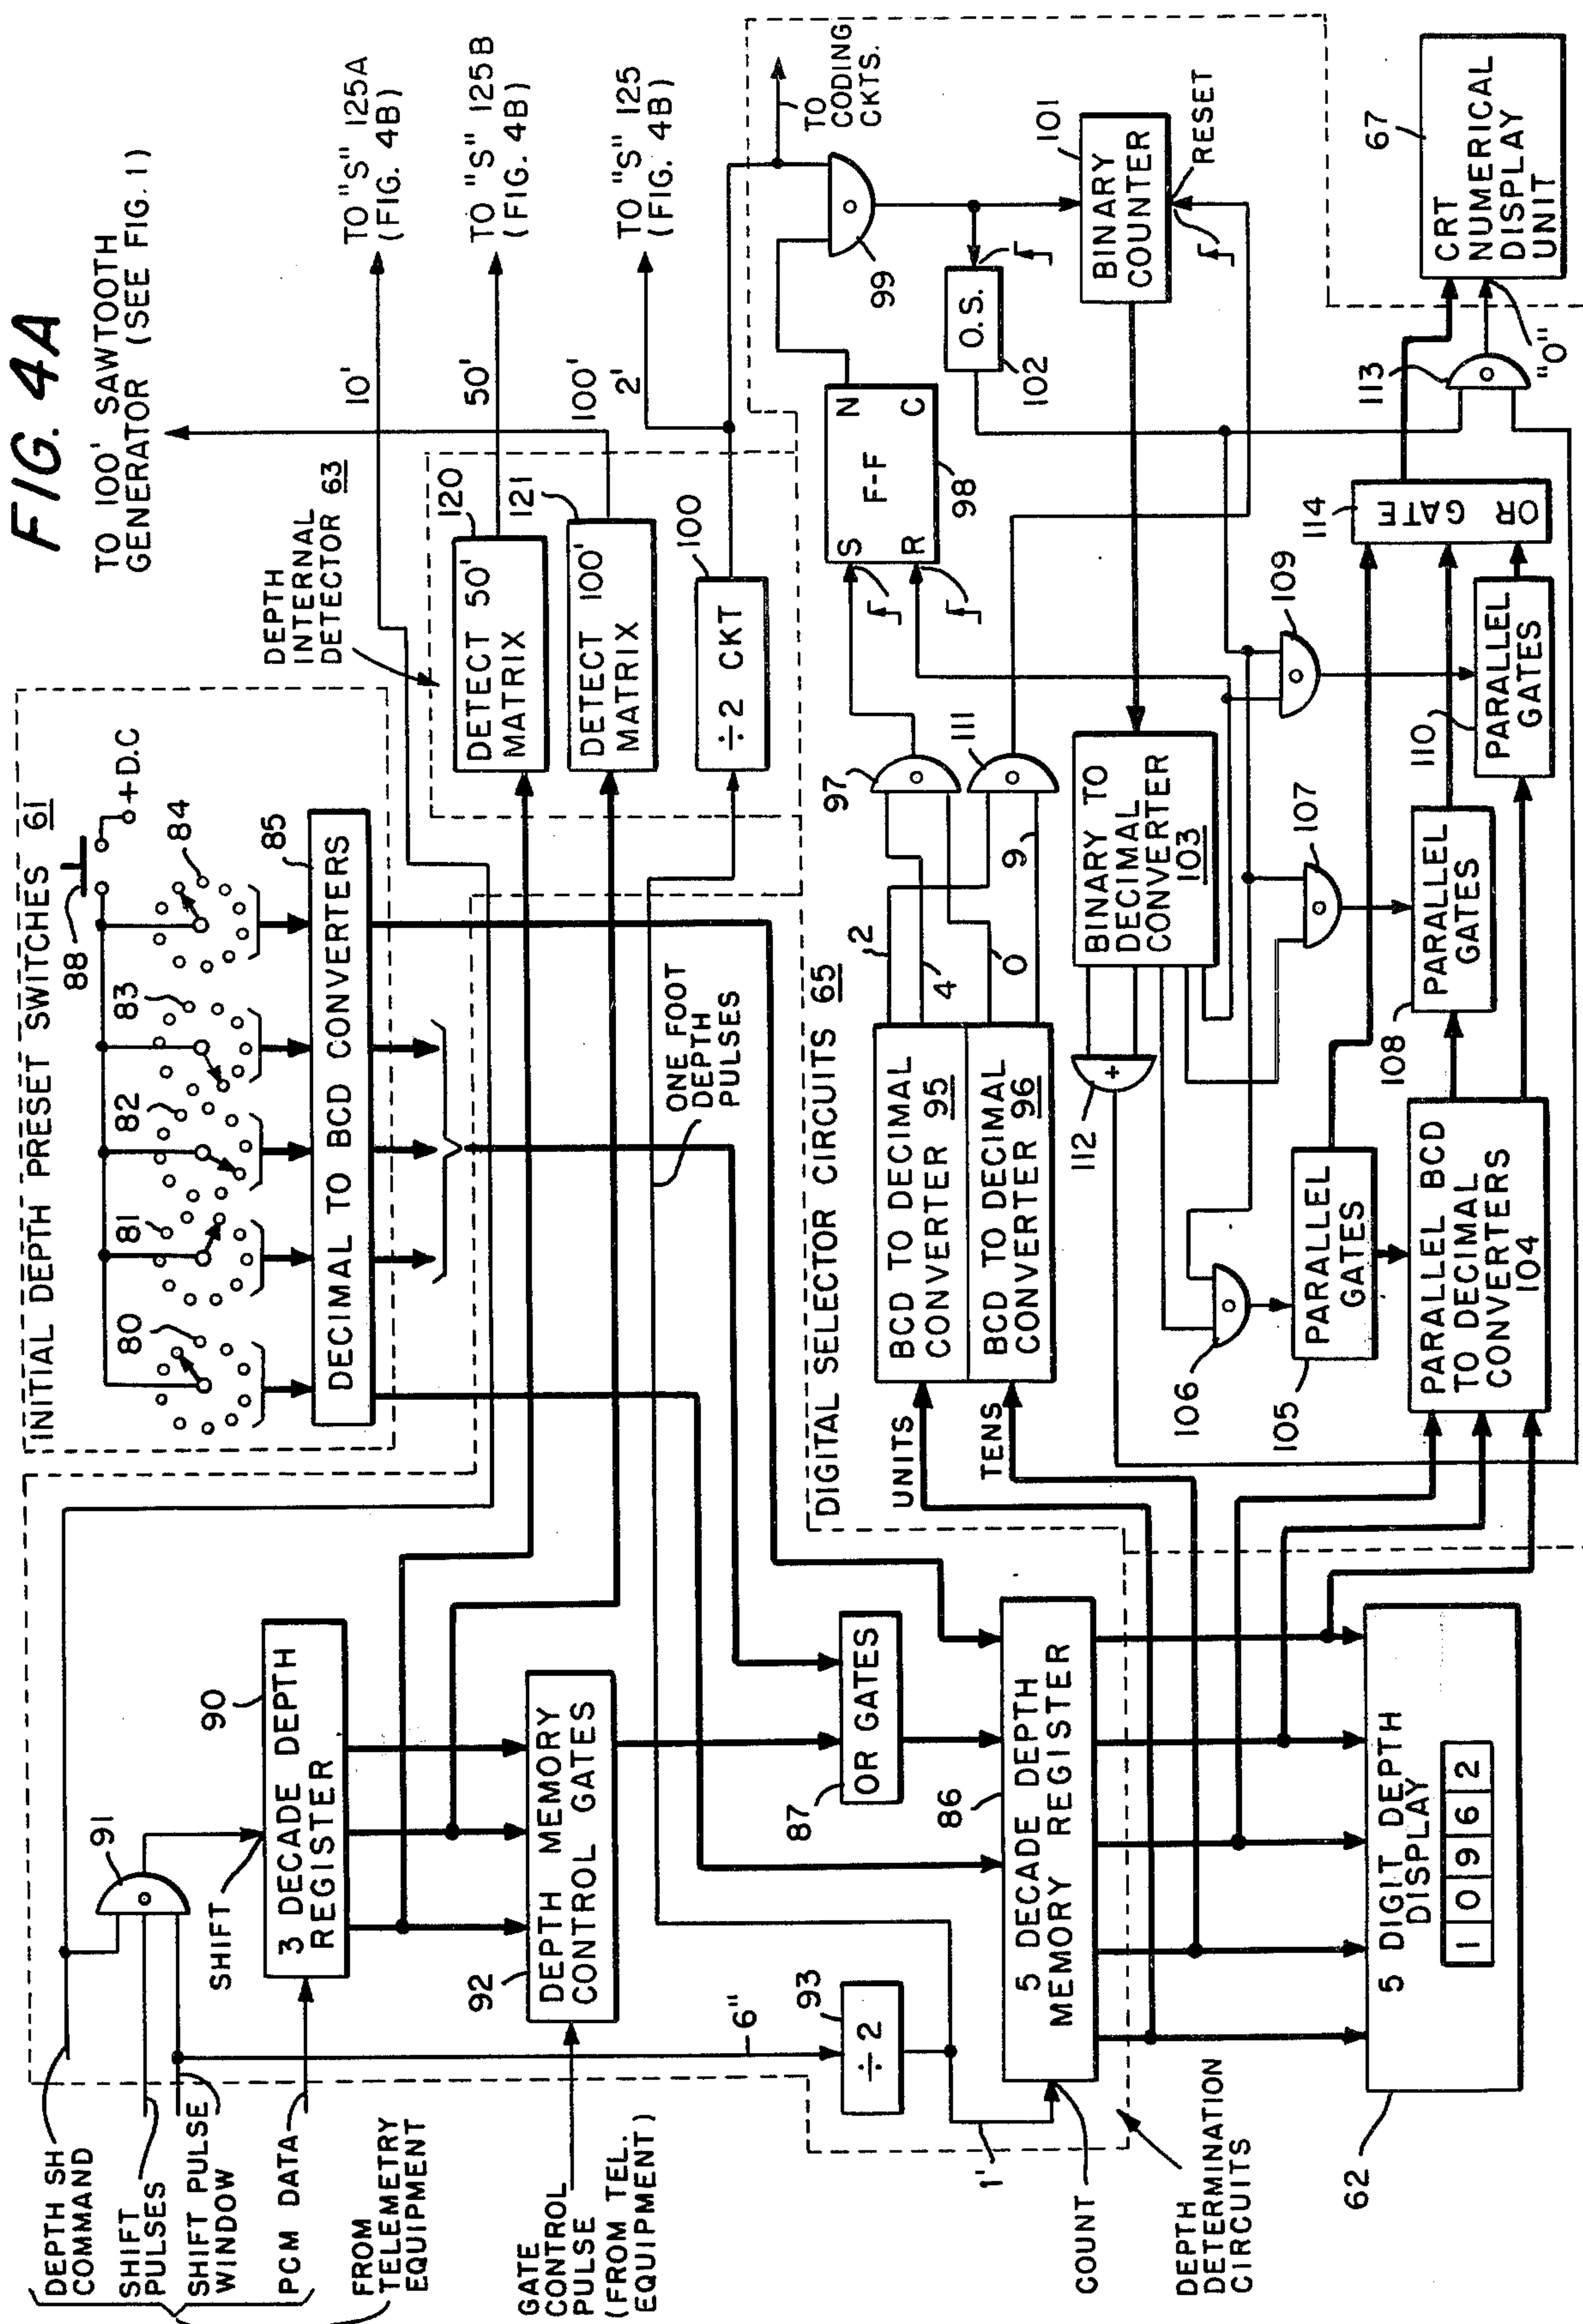 FIG. 4A
TO 100' SAWTOOTH
GENERATOR (SEE FIG. 1)
INITIAL DEPTH PRESET SWITCHES 61
88
+D.C
80
81
82
83
84
DECIMAL TO BCD CONVERTERS
85
10'
TO "S" 125A
(FIG. 4B)
50'
TO "S" 125B
(FIG. 4B)
100'
2'
TO "S" 125
(FIG. 4B)
DEPTH
INTERNAL
DETECTOR 63
120
DETECT 50'
MATRIX
121
DETECT 100'
MATRIX
100
÷2 CKT
ONE FOOT
DEPTH
PULSES
DEPTH SH
COMMAND
SHIFT
PULSES
SHIFT PULSE
WINDOW
PCM DATA
FROM
TELEMETRY
EQUIPMENT
91
SHIFT
90
3 DECADE DEPTH
REGISTER
92
DEPTH MEMORY
CONTROL GATES
GATE
CONTROL
PULSE
(FROM TEL.
EQUIPMENT)
6"
93
÷2
87
OR GATES
86
5 DECADE DEPTH
MEMORY REGISTER
1'
COUNT
DEPTH
DETERMINATION
CIRCUITS
62
5 DIGIT DEPTH
DISPLAY
1 0 9 6 2
DIGITAL SELECTOR CIRCUITS 65
UNITS
TENS
BCD TO DECIMAL
CONVERTER 95
BCD TO DECIMAL
CONVERTER 96
2
4
0
9
97
111
S
R
F-F
N
C
98
99
TO
CODING
CKTS.
O.S.
102
BINARY
COUNTER
101
RESET
BINARY TO
DECIMAL
CONVERTER
103
112
+
106
107
109
105
PARALLEL
GATES
108
PARALLEL
GATES
110
PARALLEL
GATES
PARALLEL BCD
TO DECIMAL
CONVERTERS
104
114
OR
GATE
113
"0"
67
CRT
NUMERICAL
DISPLAY
UNIT